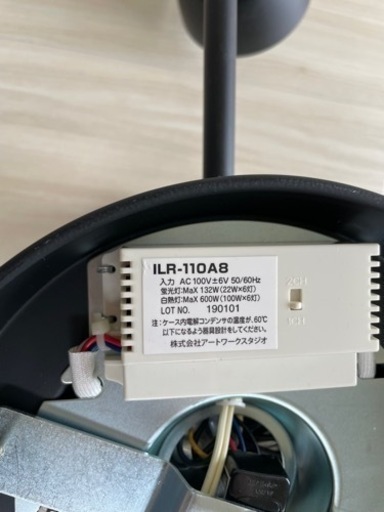 ILR-110A8
入力 AC100V±6V 50/60Hz
蛍光灯:MaX 132W(22W×6灯)
白熱灯:MaX 600W(100W×6灯)
LOT NO. 190101
注:ケース内電解コンデンサの温度が、60℃
以下になるよう器具設計をしてください。
株式会社アートワークスタジオ